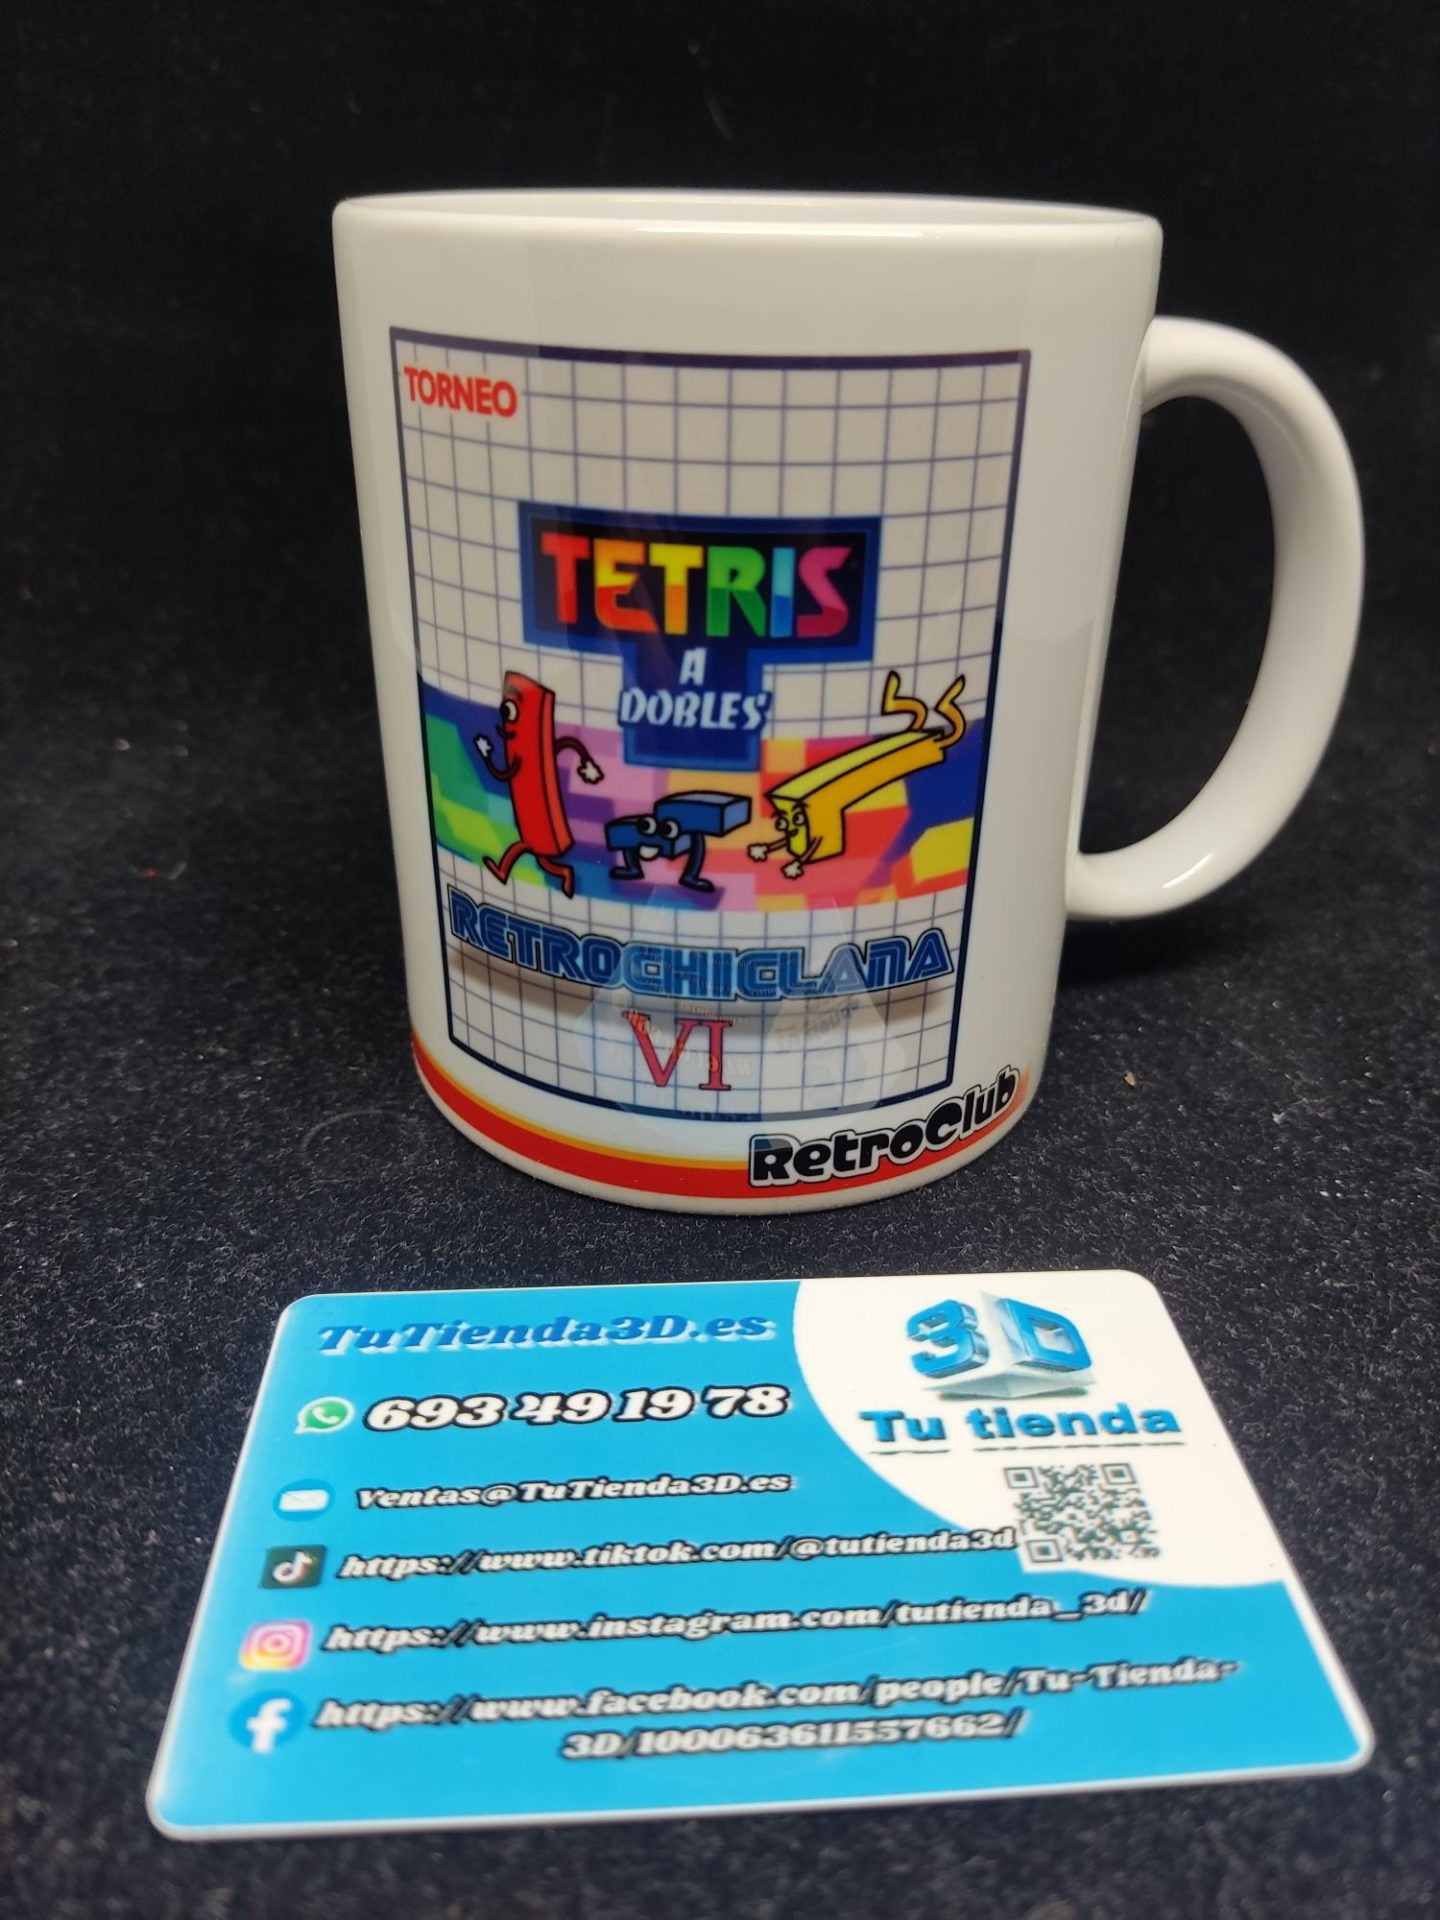 TORNEO
TETRIS
A
DOBLES
RETROCHICLANA
VI
RetroClub
TuTienda3D.es
693 49 19 78
Ventas@TuTienda3D.es
https://www.tiktok.com/@tutienda3d
https://www.instagram.com/tutienda_3d/
https://www.facebook.com/people/Tu-Tienda-
3D/100063611557662/
3D
Tu tienda